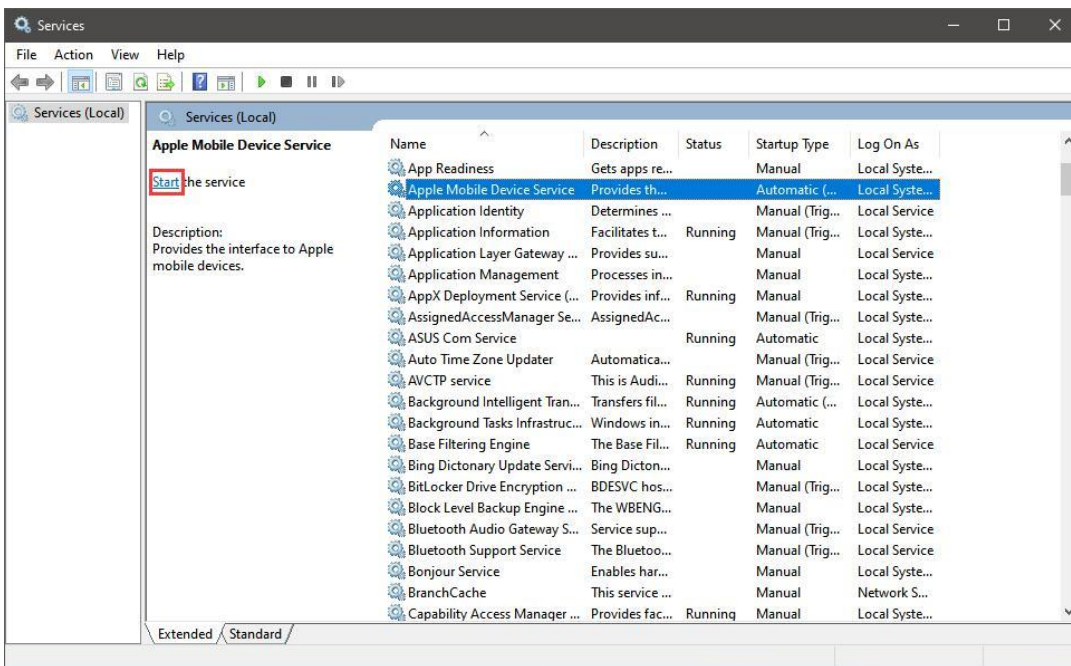 Services
File Action View Help
Services (Local)
Services (Local)
Apple Mobile Device Service
Start the service
Description:
Provides the interface to Apple
mobile devices.
Name Description Status Startup Type Log On As
App Readiness Gets apps re... Manual Local Syste...
Apple Mobile Device Service Provides th... Automatic (... Local Syste...
Application Identity Determines ... Manual (Trig... Local Service
Application Information Facilitates t... Running Manual (Trig... Local Syste...
Application Layer Gateway ... Provides su... Manual Local Service
Application Management Processes in... Manual Local Syste...
AppX Deployment Service (... Provides inf... Running Manual Local Syste...
AssignedAccessManager Se... AssignedAc... Manual (Trig... Local Syste...
ASUS Com Service Running Automatic Local Syste...
Auto Time Zone Updater Automatica... Manual (Trig... Local Service
AVCTP service This is Audi... Running Manual (Trig... Local Service
Background Intelligent Tran... Transfers fil... Running Automatic (... Local Syste...
Background Tasks Infrastruc... Windows in... Running Automatic Local Syste...
Base Filtering Engine The Base Fil... Running Automatic Local Service
Bing Dictonary Update Servi... Bing Dicton... Manual Local Syste...
BitLocker Drive Encryption ... BDESVC hos... Manual (Trig... Local Syste...
Block Level Backup Engine ... The WBENG... Manual Local Syste...
Bluetooth Audio Gateway S... Service sup... Manual (Trig... Local Service
Bluetooth Support Service The Bluetoo... Manual (Trig... Local Service
Bonjour Service Enables har... Manual Local Syste...
BranchCache This service ... Manual Network S...
Capability Access Manager ... Provides fac... Running Manual Local Syste...
Extended Standard